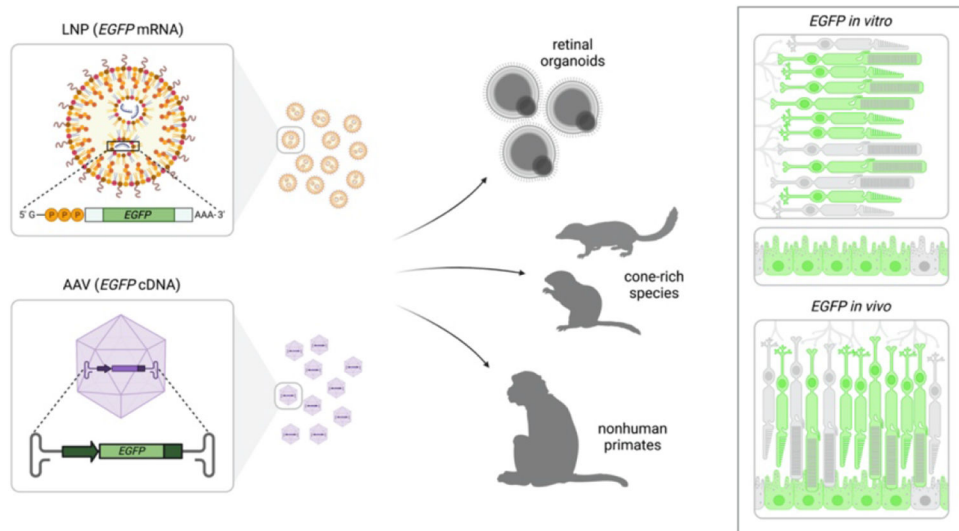 LNP (EGFP mRNA)
5' G
P P P
EGFP
AAA-3'
AAV (EGFP cDNA)
EGFP
retinal
organoids
cone-rich
species
nonhuman
primates
EGFP in vitro
EGFP in vivo